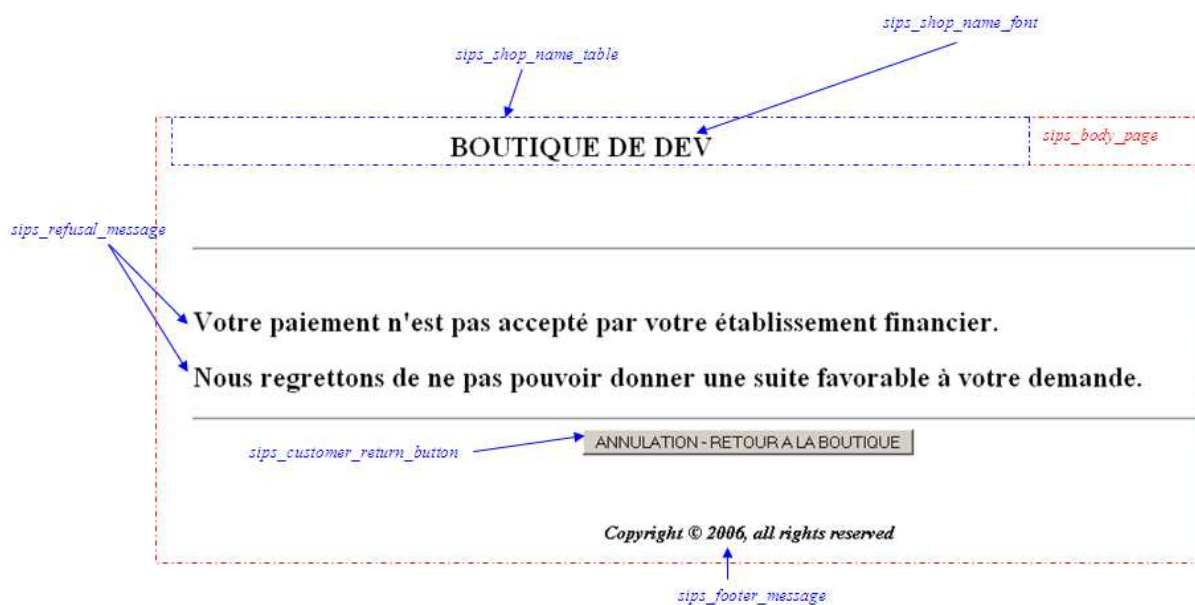 sips_shop_name_font
sips_shop_name_table
BOUTIQUE DE DEV
sips_body_page
sips_refusal_message
Votre paiement n'est pas accepté par votre établissement financier.
Nous regrettons de ne pas pouvoir donner une suite favorable à votre demande.
ANNULATION - RETOUR A LA BOUTIQUE
sips_customer_return_button
Copyright © 2006, all rights reserved
sips_footer_message